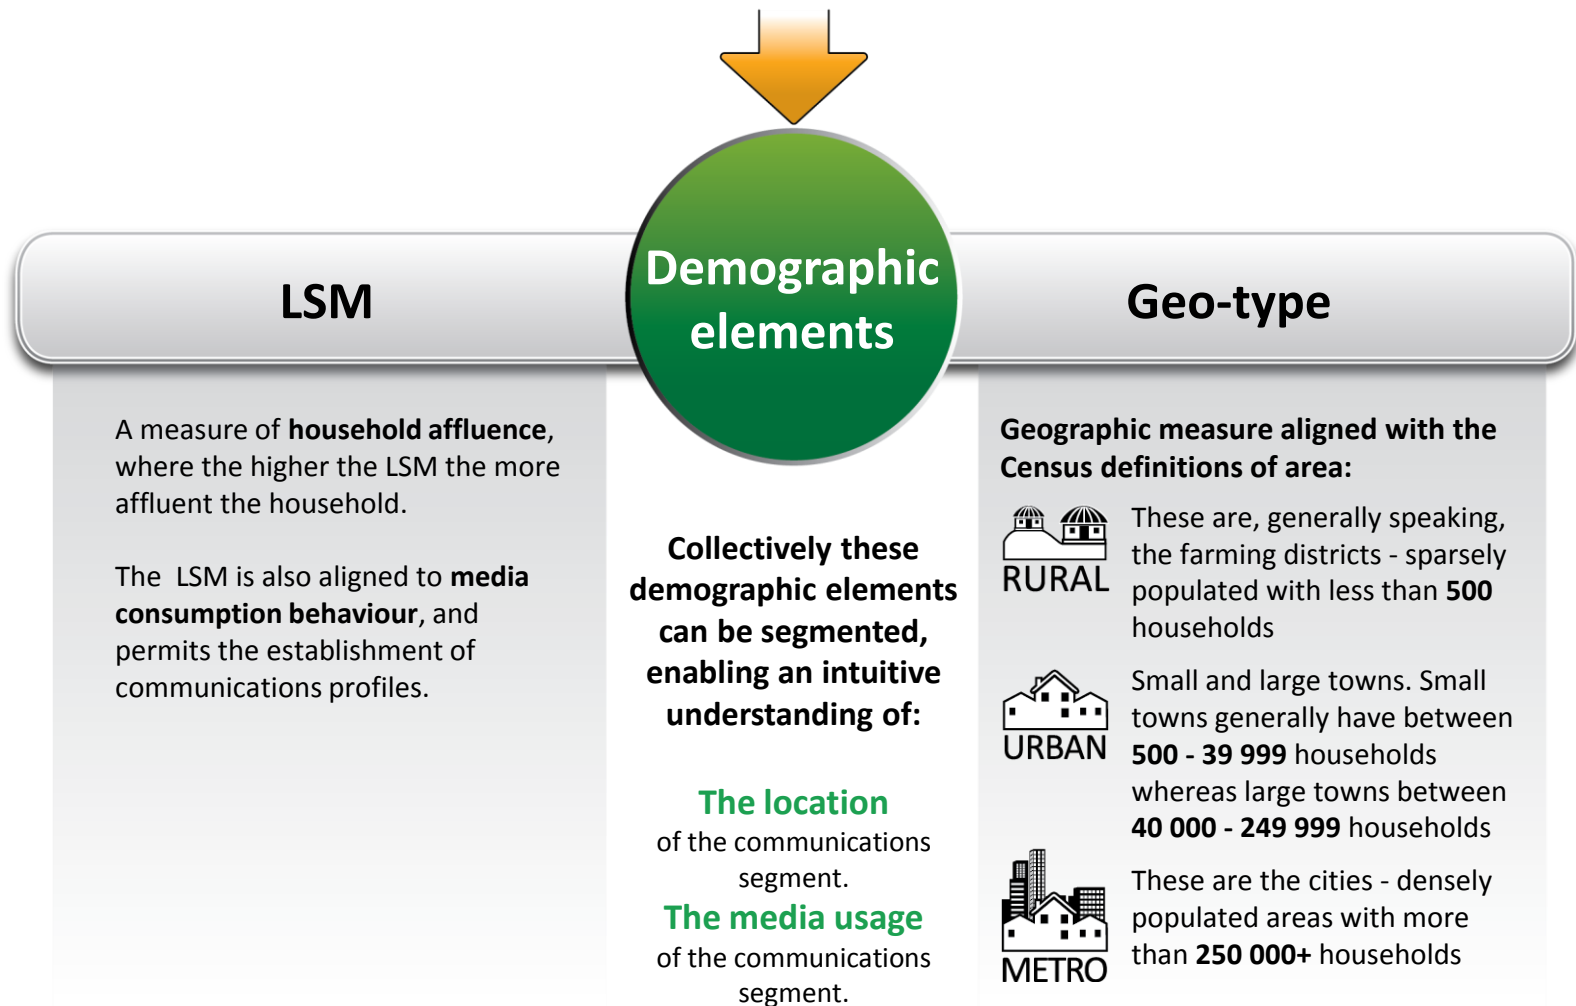 Demographic
elements
LSM
Geo-type
A measure of household affluence,
where the higher the LSM the more
affluent the household.
The  LSM is also aligned to media
consumption behaviour, and
permits the establishment of
communications profiles.
Collectively these
demographic elements
can be segmented,
enabling an intuitive
understanding of:
The location
of the communications
segment.
The media usage
of the communications
segment.
Geographic measure aligned with the
Census definitions of area:
RURAL
These are, generally speaking,
the farming districts - sparsely
populated with less than 500
households
URBAN
Small and large towns. Small
towns generally have between
500 - 39 999 households
whereas large towns between
40 000 - 249 999 households
METRO
These are the cities - densely
populated areas with more
than 250 000+ households